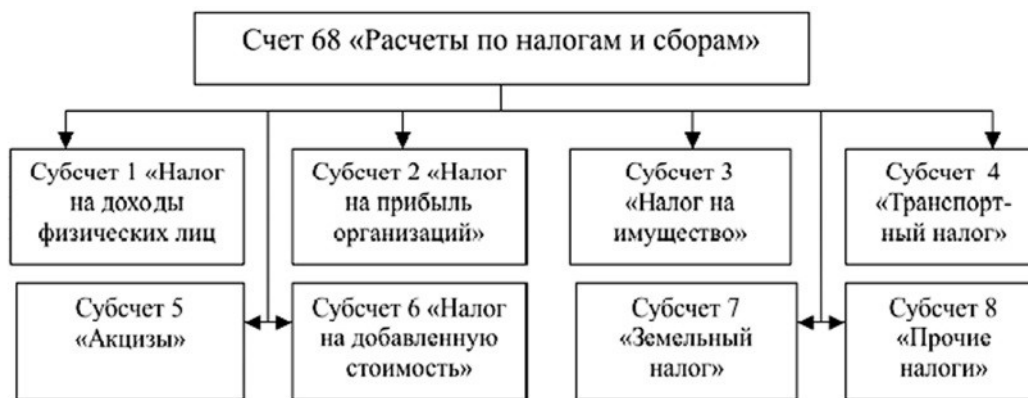 Счет 68 «Расчеты по налогам и сборам»
Субсчет 1 «Налог
на доходы
физических лиц
Субсчет 2 «Налог
на прибыль
организаций»
Субсчет 3
«Налог на
имущество»
Субсчет 4
«Транспорт-
ный налог»
Субсчет 5
«Акцизы»
Субсчет 6 «Налог
на добавленную
стоимость»
Субсчет 7
«Земельный
налог»
Субсчет 8
«Прочие
налоги»